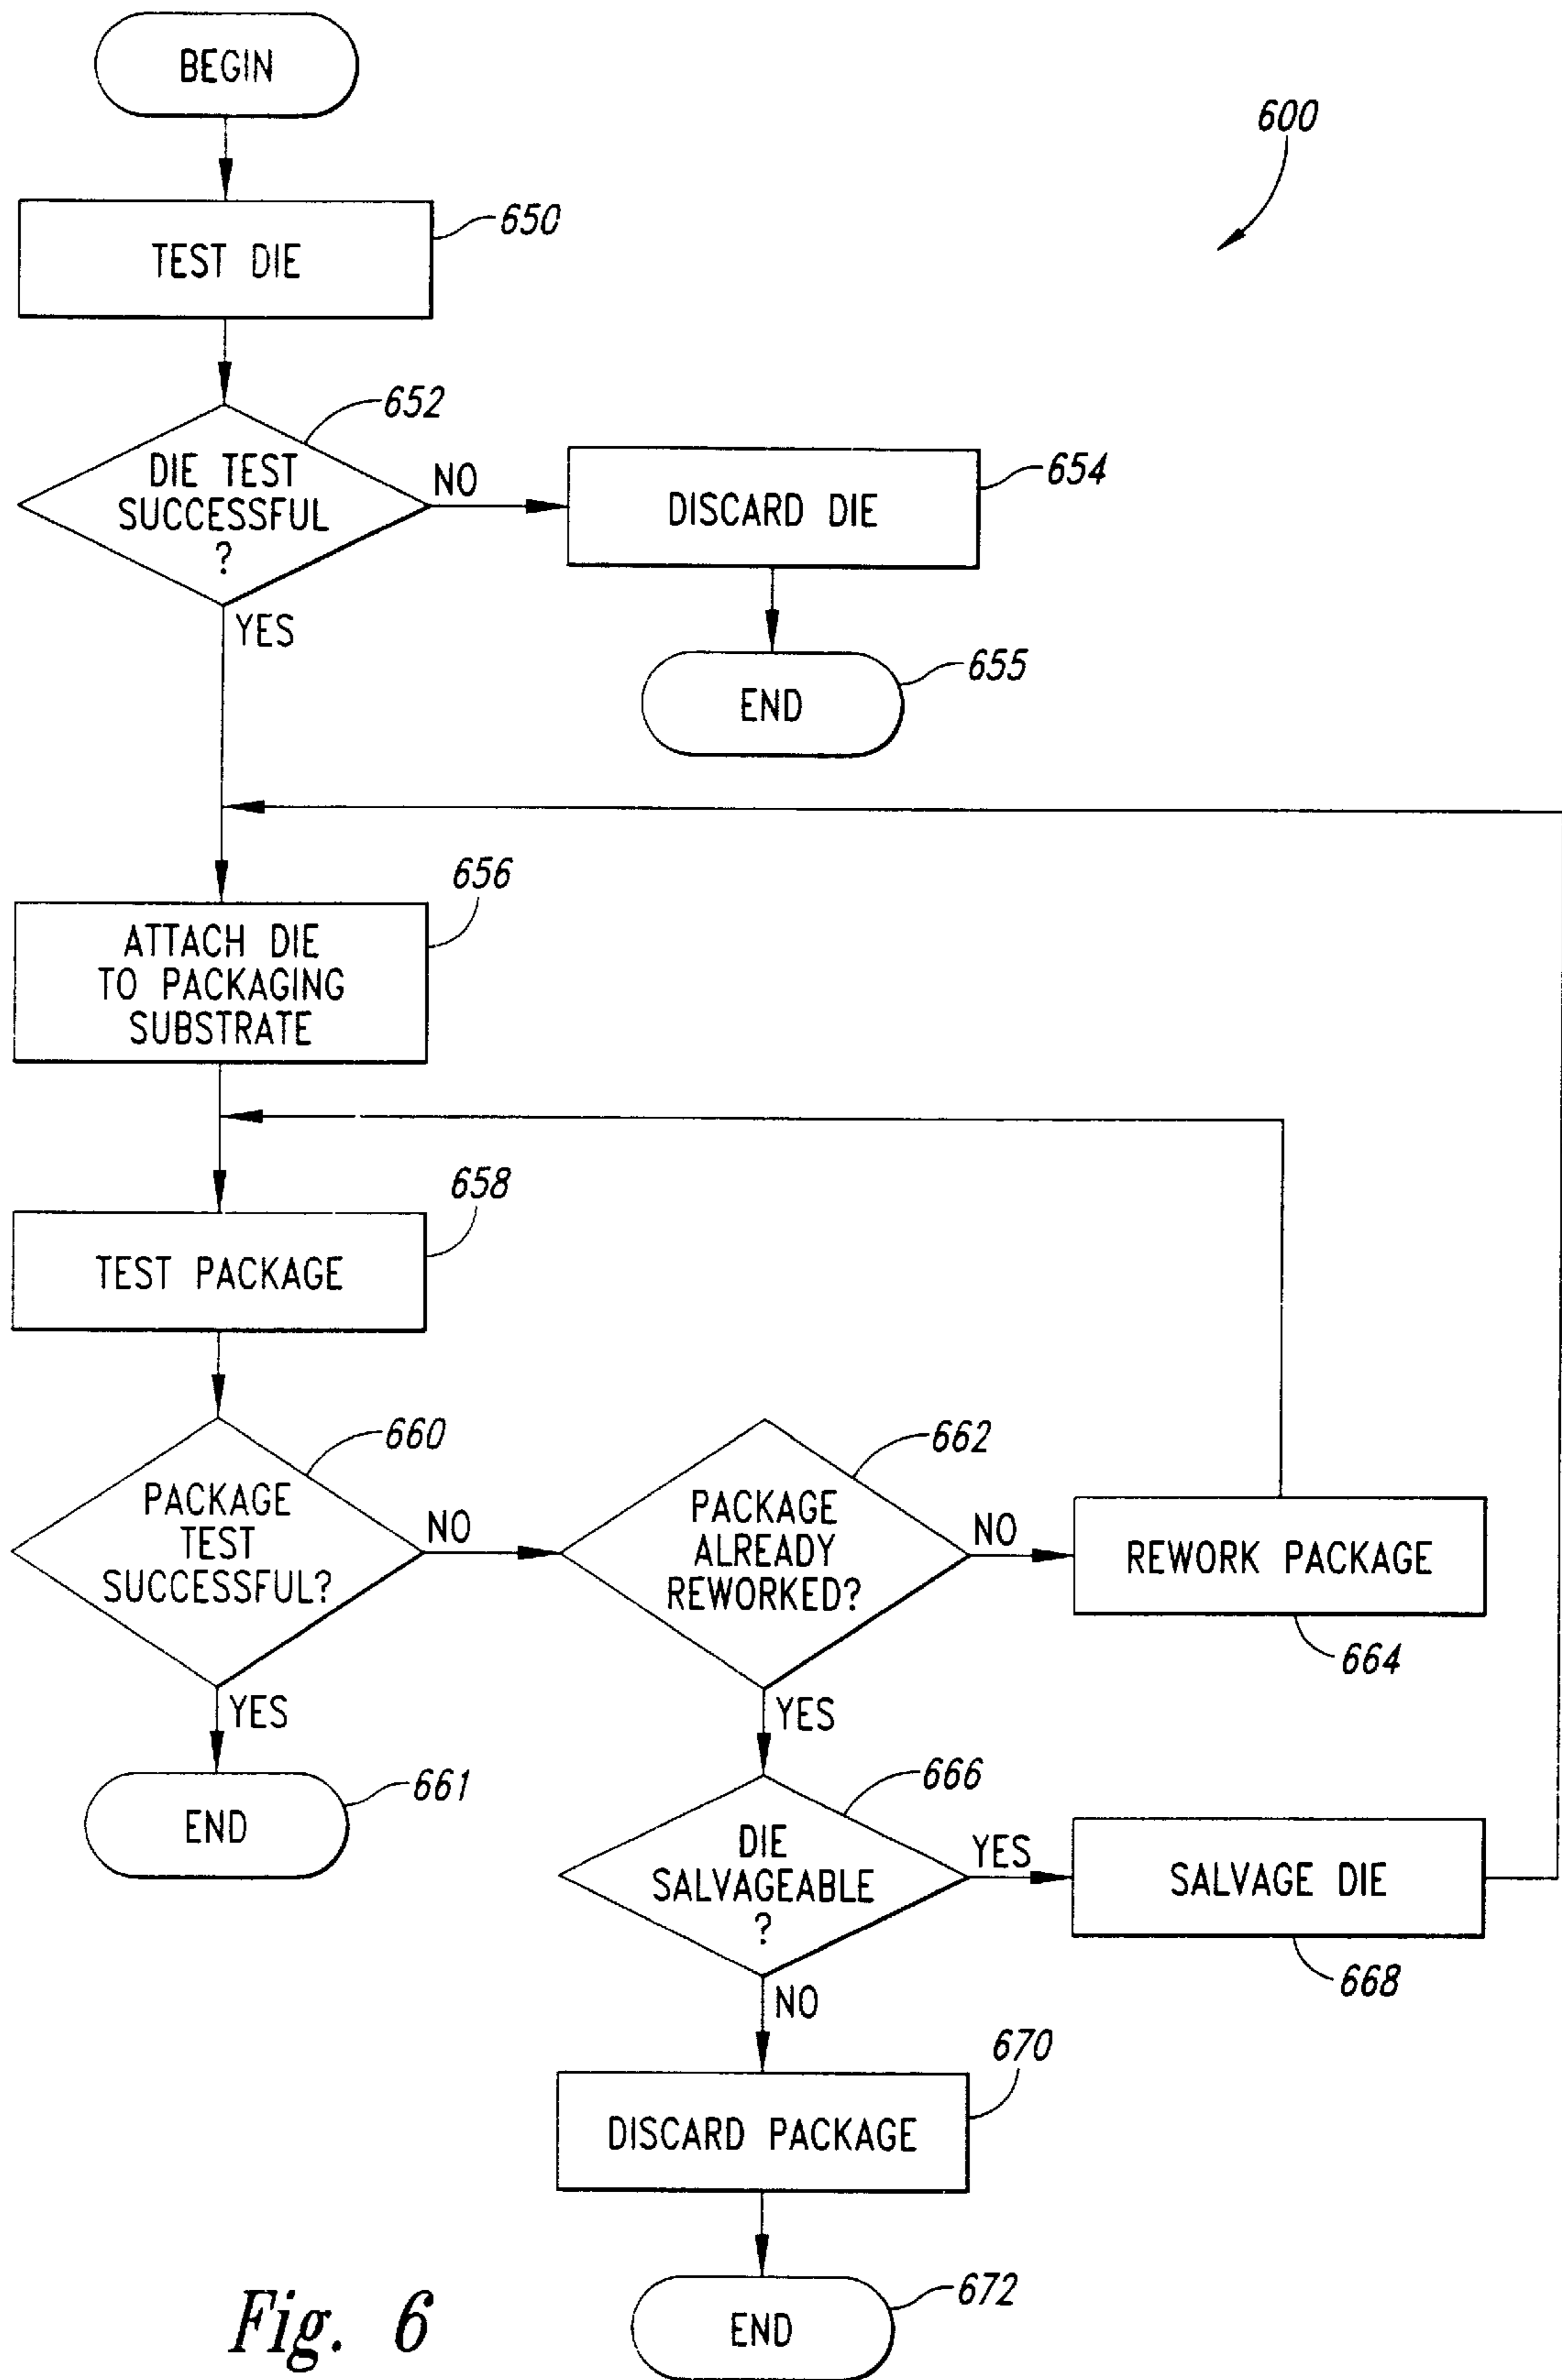 BEGIN
600
TEST DIE
650
652
DIE TEST
SUCCESSFUL
?
NO
YES
DISCARD DIE
654
END
655
656
ATTACH DIE
TO PACKAGING
SUBSTRATE
658
TEST PACKAGE
660
PACKAGE
TEST
SUCCESSFUL?
NO
YES
662
PACKAGE
ALREADY
REWORKED?
NO
YES
REWORK PACKAGE
664
END
661
666
DIE
SALVAGEABLE
?
YES
NO
SALVAGE DIE
668
670
DISCARD PACKAGE
END
672
Fig. 6